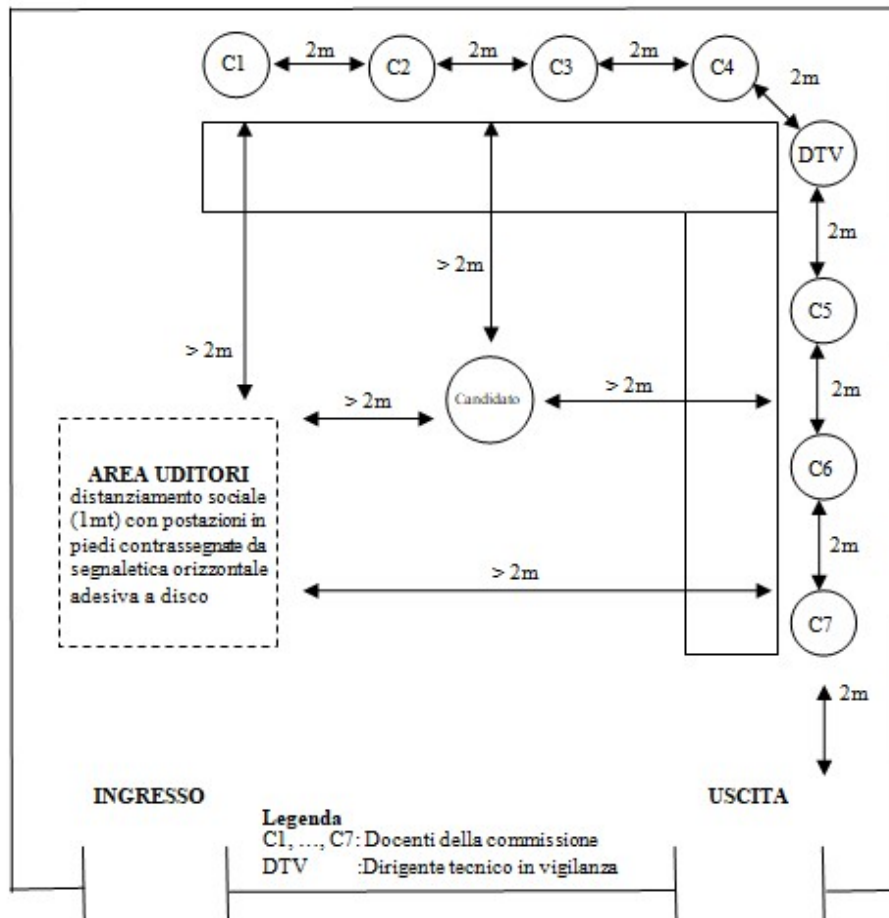 C1 2m C2 2m C3 2m C4
2m
DTV
2m
> 2m
C5
> 2m
> 2m
Candidato
> 2m
2m
AREA UDITORI
distanziamento sociale
(1mt) con postazioni in
piedi contrassegnate da
segnaletica orizzontale
adesiva a disco
C6
2m
> 2m
C7
2m
INGRESSO
USCITA
Legenda
C1, …, C7: Docenti della commissione
DTV :Dirigente tecnico in vigilanza